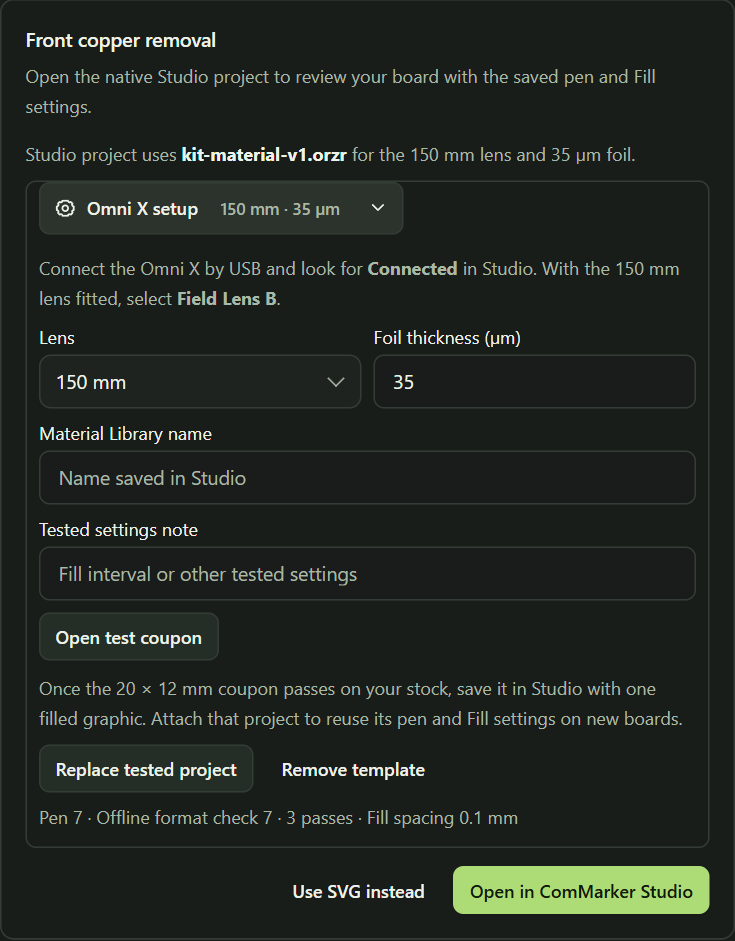 Front copper removal
Open the native Studio project to review your board with the saved pen and Fill
settings.
Studio project uses kit-material-v1.orzr for the 150 mm lens and 35 µm foil.
Omni X setup 150 mm · 35 µm
Connect the Omni X by USB and look for Connected in Studio. With the 150 mm
lens fitted, select Field Lens B.
Lens Foil thickness (µm)
150 mm 35
Material Library name
Name saved in Studio
Tested settings note
Fill interval or other tested settings
Open test coupon
Once the 20 × 12 mm coupon passes on your stock, save it in Studio with one
filled graphic. Attach that project to reuse its pen and Fill settings on new boards.
Replace tested project Remove template
Pen 7 · Offline format check 7 · 3 passes · Fill spacing 0.1 mm
Use SVG instead Open in ComMarker Studio